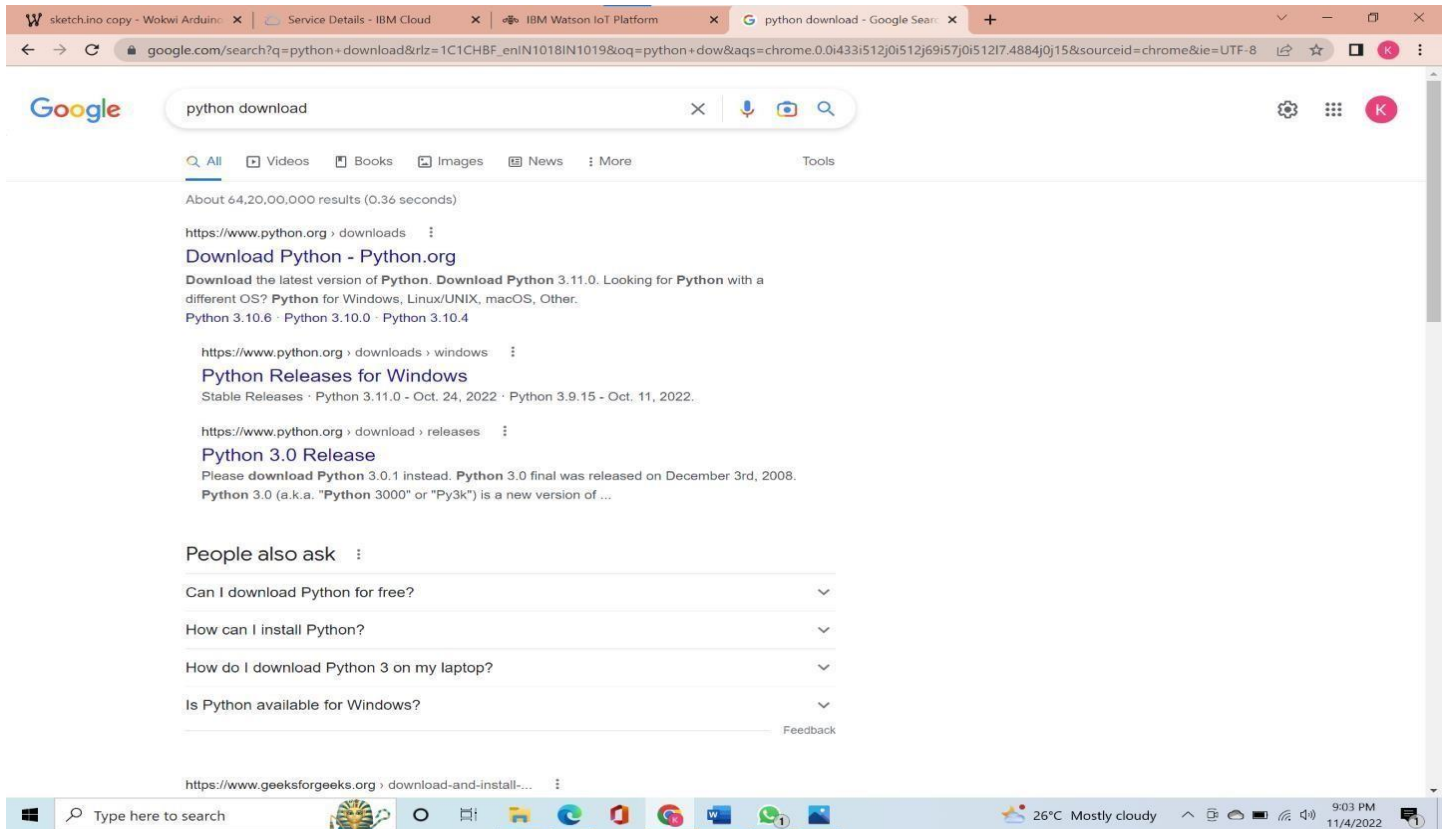 sketch.ino copy - Wokwi Arduino
Service Details - IBM Cloud
IBM Watson IoT Platform
python download - Google Sear
google.com/search?q=python+download&rlz=1C1CHBF_enIN1018IN1019&oq=python+dow&aqs=chrome.0.0i433i512j0i512j69i57j0i512l7.4884j0j15&sourceid=chrome&ie=UTF-8
K
Google
python download
K
All
Videos
Books
Images
News
More
Tools
About 64,20,00,000 results (0.36 seconds)
https://www.python.org › downloads
Download Python - Python.org
Download the latest version of Python. Download Python 3.11.0. Looking for Python with a
different OS? Python for Windows, Linux/UNIX, macOS, Other.
Python 3.10.6 · Python 3.10.0 · Python 3.10.4
https://www.python.org › downloads › windows
Python Releases for Windows
Stable Releases · Python 3.11.0 - Oct. 24, 2022 · Python 3.9.15 - Oct. 11, 2022.
https://www.python.org › download › releases
Python 3.0 Release
Please download Python 3.0.1 instead. Python 3.0 final was released on December 3rd, 2008.
Python 3.0 (a.k.a. "Python 3000" or "Py3k") is a new version of ...
People also ask
Can I download Python for free?
How can I install Python?
How do I download Python 3 on my laptop?
Is Python available for Windows?
Feedback
https://www.geeksforgeeks.org › download-and-install-...
Type here to search
26°C Mostly cloudy
9:03 PM
11/4/2022